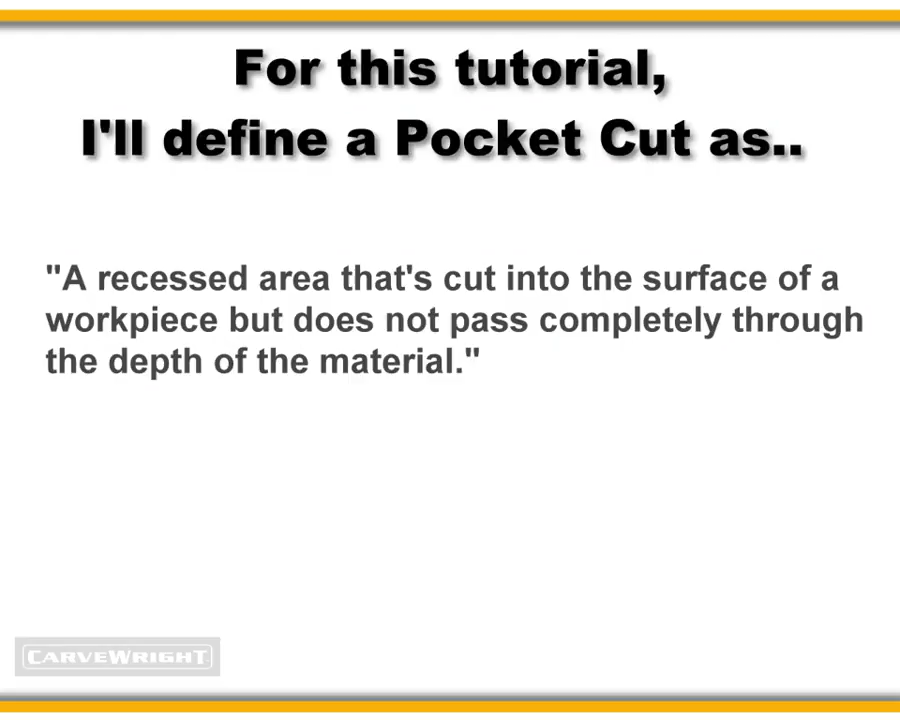 For this tutorial,
I'll define a Pocket Cut as..
"A recessed area that's cut into the surface of a
workpiece but does not pass completely through
the depth of the material."
CARVEWRIGHT